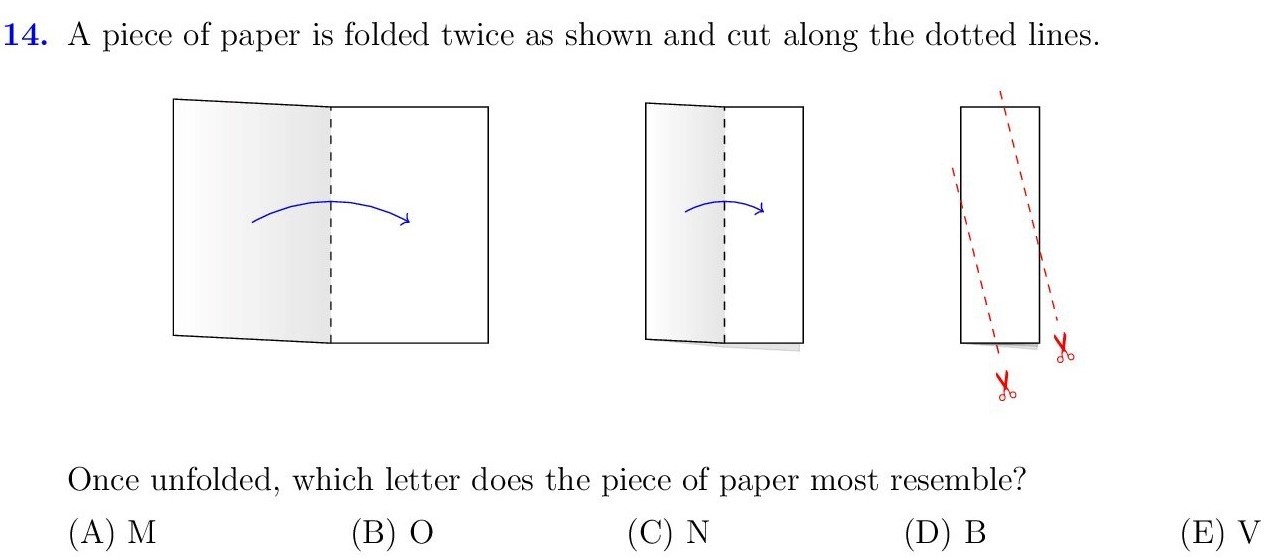 14. A piece of paper is folded twice as shown and cut along the dotted lines.
Once unfolded, which letter does the piece of paper most resemble?
(A) M (B) O (C) N (D) B (E) V